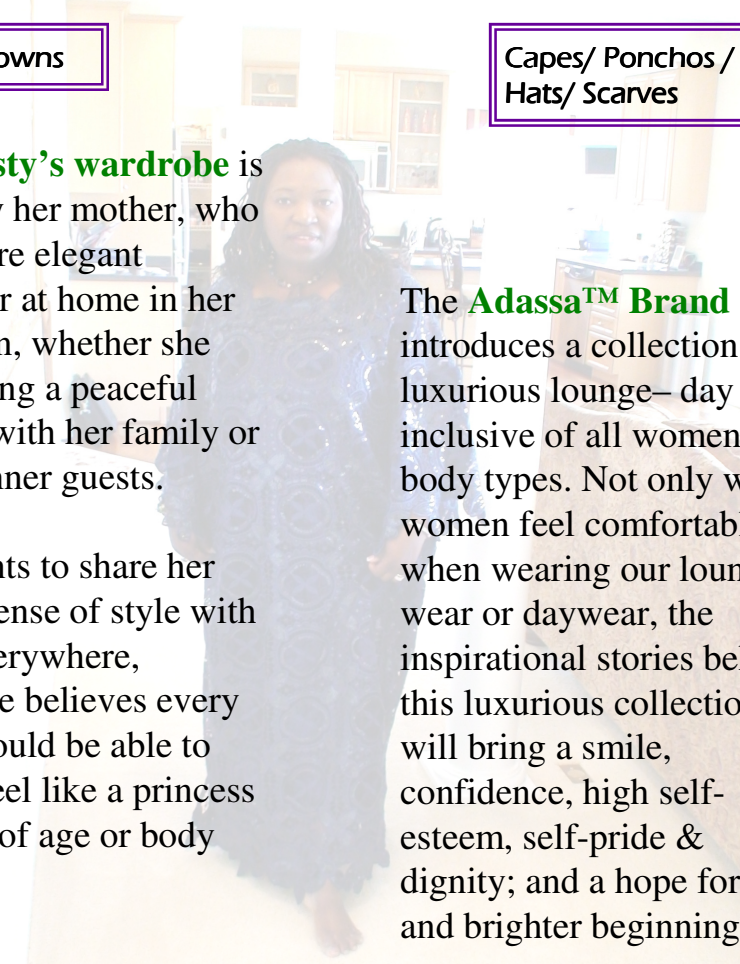 owns
Capes/ Ponchos /
Hats/ Scarves
sty's wardrobe is
y her mother, who
re elegant
r at home in her
n, whether she
ng a peaceful
with her family or
nner guests.
nts to share her
ense of style with
erywhere,
e believes every
ould be able to
eel like a princess
of age or body
The Adassa™ Brand
introduces a collection
luxurious lounge– day
inclusive of all women
body types. Not only w
women feel comfortabl
when wearing our loun
wear or daywear, the
inspirational stories be
this luxurious collectio
will bring a smile,
confidence, high self-
esteem, self-pride &
dignity; and a hope for
and brighter beginning